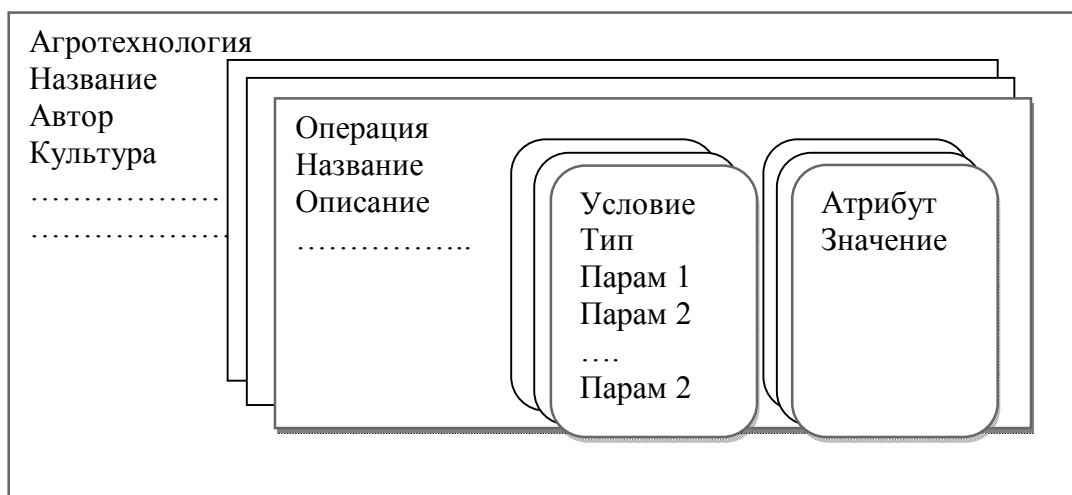 Агротехнология
Название
Автор
Культура
………………
………………
Операция
Название
Описание
……………..
Условие
Тип
Парам 1
Парам 2
….
Парам 2
Атрибут
Значение